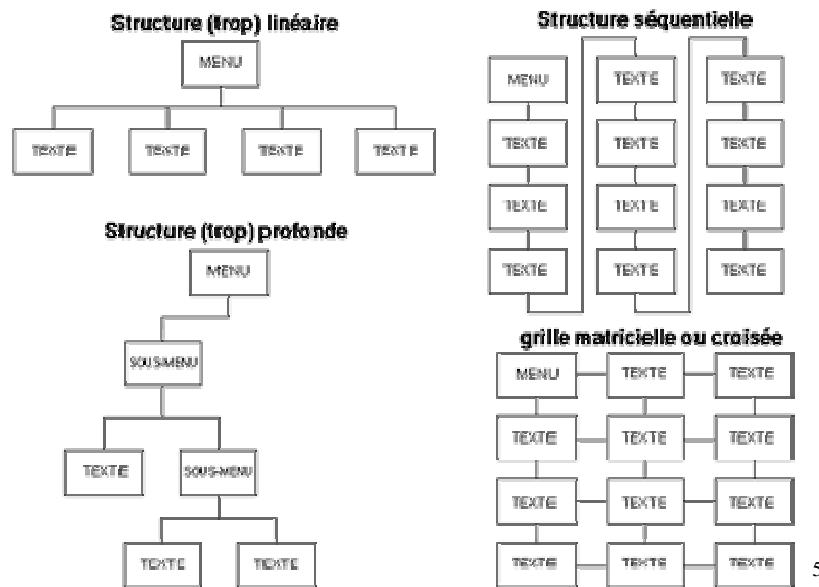 Structure (trop) linéaire
MENU
TEXTE TEXTE TEXTE TEXTE
Structure (trop) profonde
MENU
SOUS-MENU
TEXTE SOUS-MENU
TEXTE TEXTE
Structure séquentielle
MENU TEXTE TEXTE
TEXTE TEXTE TEXTE
TEXTE TEXTE TEXTE
TEXTE TEXTE TEXTE
grille matricielle ou croisée
MENU TEXTE TEXTE
TEXTE TEXTE TEXTE
TEXTE TEXTE TEXTE
TEXTE TEXTE TEXTE
5